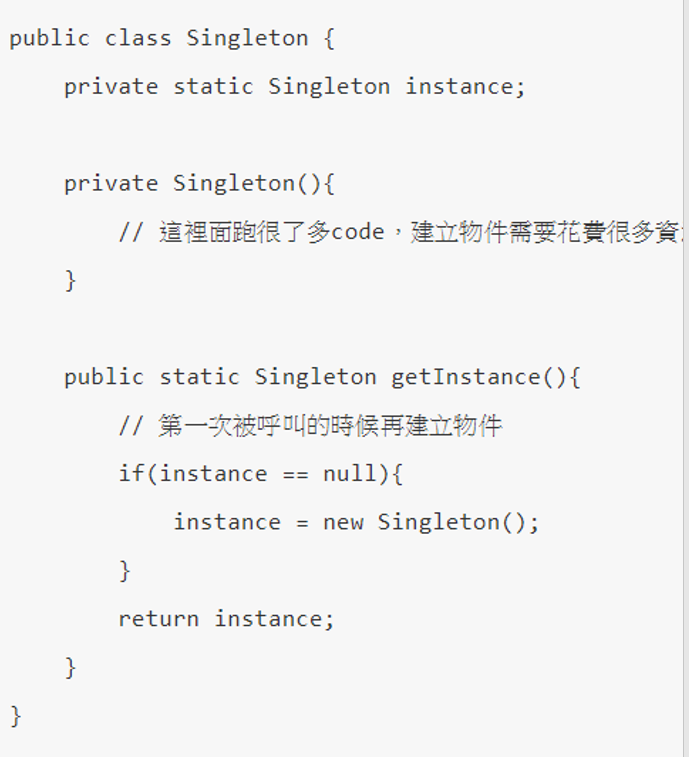 public class Singleton {
private static Singleton instance;
private Singleton(){
// 這裡面跑很了多code，建立物件需要花費很多資
}
public static Singleton getInstance(){
// 第一次被呼叫的時候再建立物件
if(instance == null){
instance = new Singleton();
}
return instance;
}
}